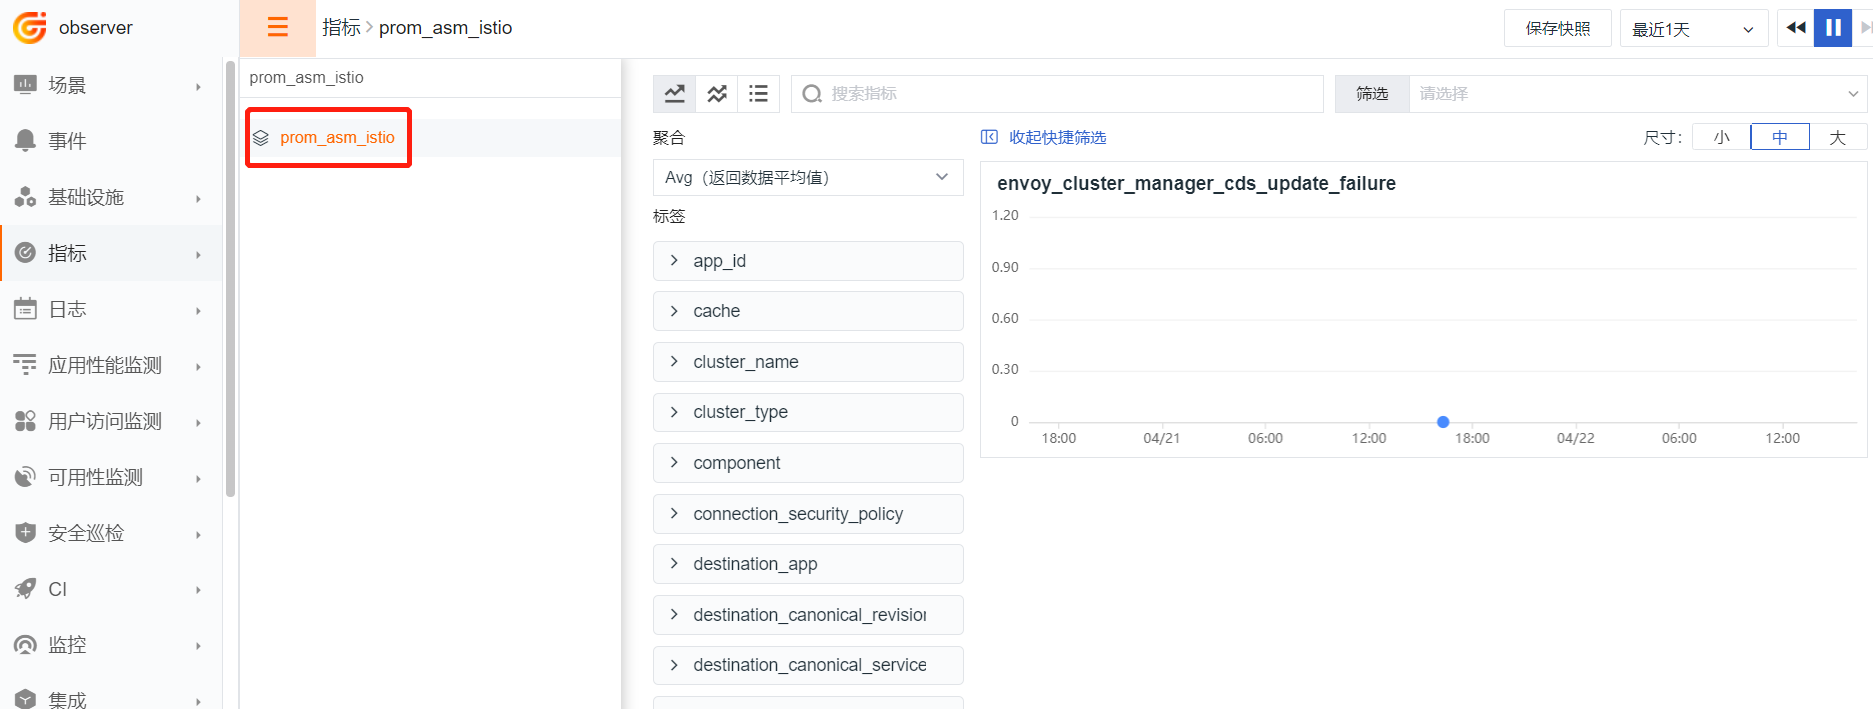 observer
指标
prom_asm_istio
保存快照
最近1天
场景
事件
基础设施
指标
日志
应用性能监测
用户访问监测
可用性监测
安全巡检
CI
监控
集成
prom_asm_istio
prom_asm_istio
搜索指标
筛选
请选择
聚合
Avg（返回数据平均值）
标签
app_id
cache
cluster_name
cluster_type
component
connection_security_policy
destination_app
destination_canonical_revision
destination_canonical_service
收起快捷筛选
尺寸：
小
中
大
envoy_cluster_manager_cds_update_failure
1.20
0.90
0.60
0.30
0
18:00
04/21
06:00
12:00
18:00
04/22
06:00
12:00